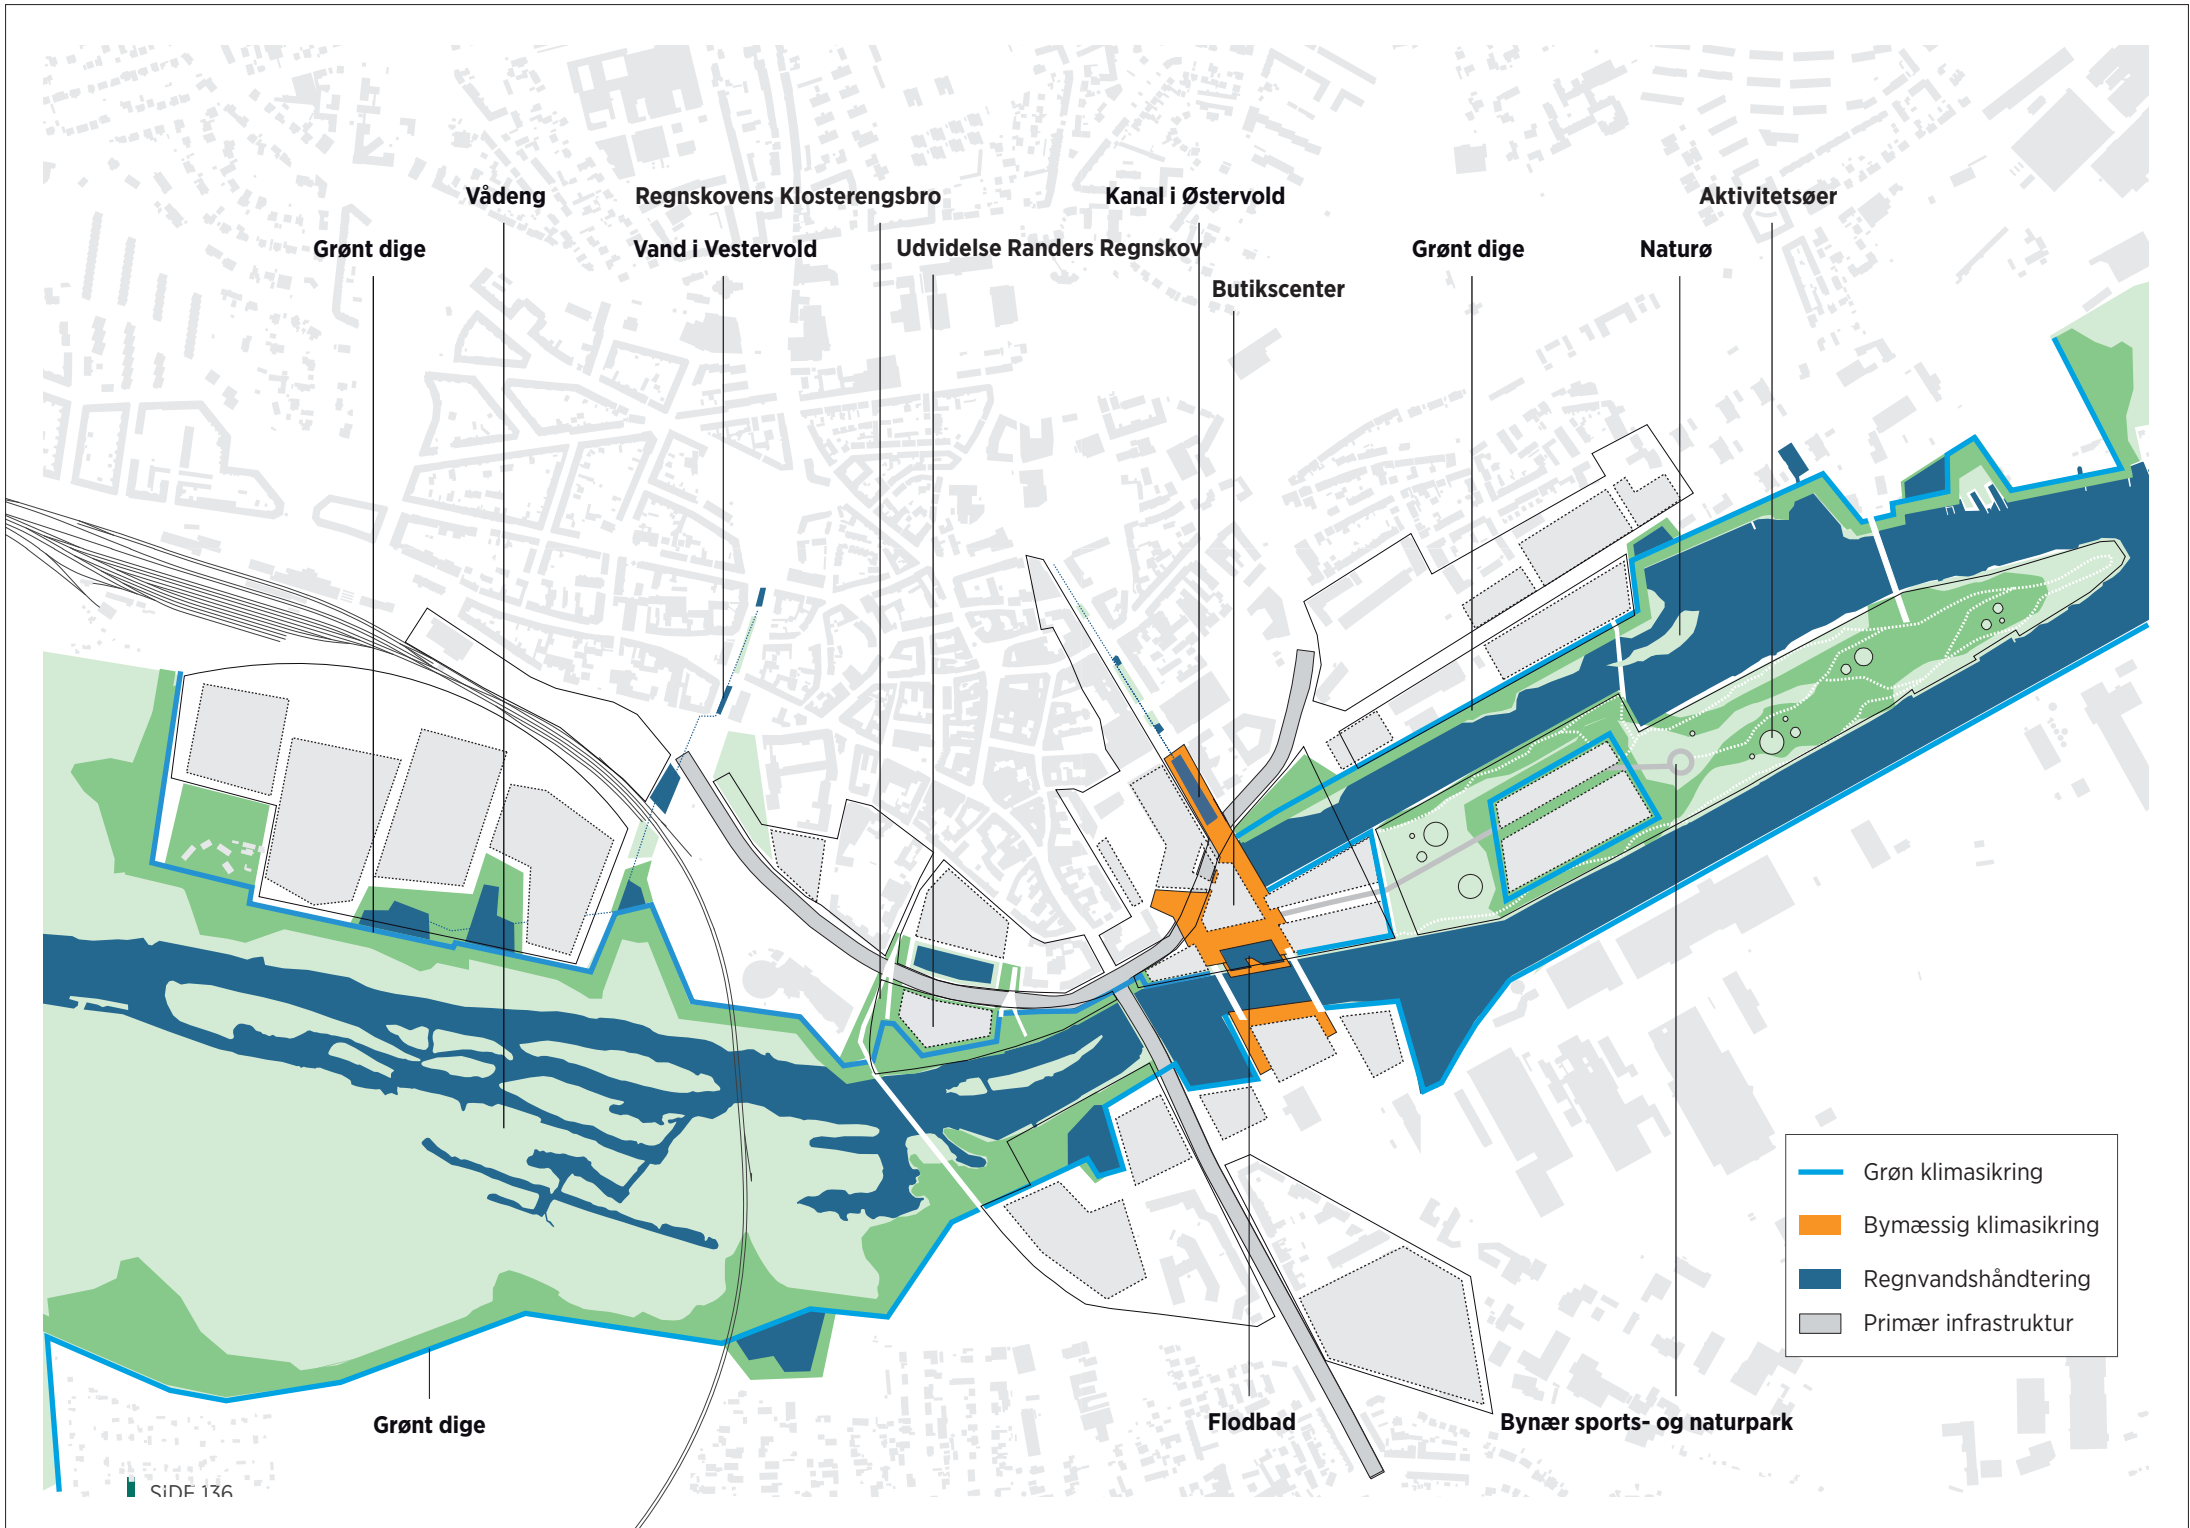 Vådeng
Regnskovens Klosterengsbro
Kanal i Østervold
Aktivitetsøer
Grønt dige
Vand i Vestervold
Udvidelse Randers Regnskov
Grønt dige
Naturø
Butikscenter
Grøn klimasikring
Bymæssig klimasikring
Regnvandshåndtering
Primær infrastruktur
Grønt dige
Flodbad
Bynær sports- og naturpark
SiDE 136